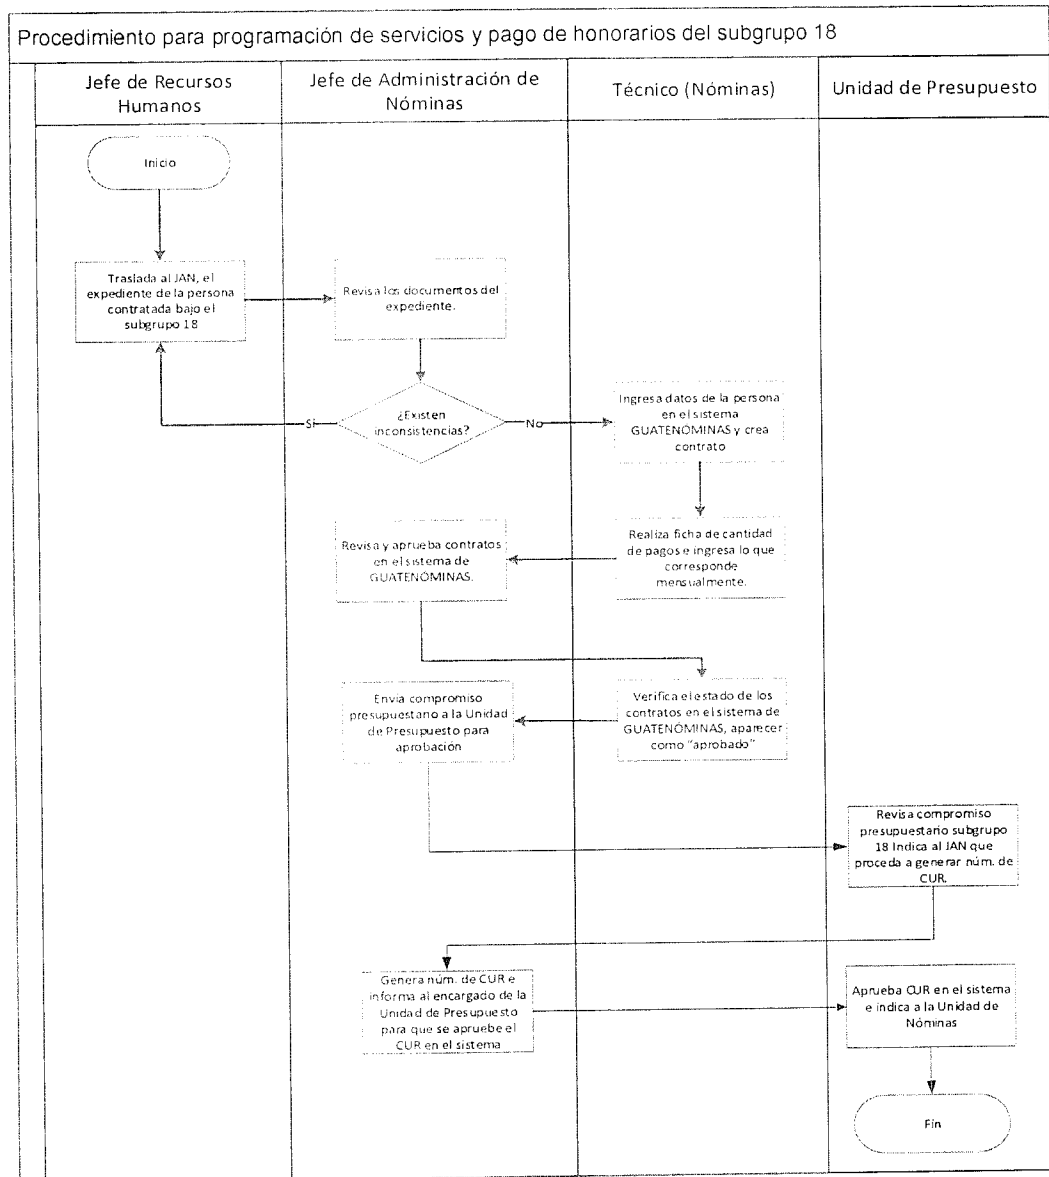 Procedimiento para programación de servicios y pago de honorarios del subgrupo 18
Jefe de Recursos
Humanos
Jefe de Administración de
Nóminas
Técnico (Nóminas)
Unidad de Presupuesto
Inicio
Traslada al JAN, el
expediente de la persona
contratada bajo el
subgrupo 18
Revisa los documentos del
expediente.
¿Existen
inconsistencias?
Sí
No
Ingresa datos de la persona
en el sistema
GUATENÓMINAS y crea
contrato
Realiza ficha de cantidad
de pagos e ingresa lo que
corresponde
mensualmente.
Revisa y aprueba contratos
en el sistema de
GUATENÓMINAS.
Verifica el estado de los
contratos en el sistema de
GUATENÓMINAS, aparecer
como "aprobado"
Envía compromiso
presupuestario a la Unidad
de Presupuesto para
aprobación
Revisa compromiso
presupuestario subgrupo
18 Indica al JAN que
proceda a generar núm. de
CUR.
Genera núm. de CUR e
informa al encargado de la
Unidad de Presupuesto
para que se apruebe el
CUR en el sistema
Aprueba CUR en el sistema
e indica a la Unidad de
Nóminas
Fin